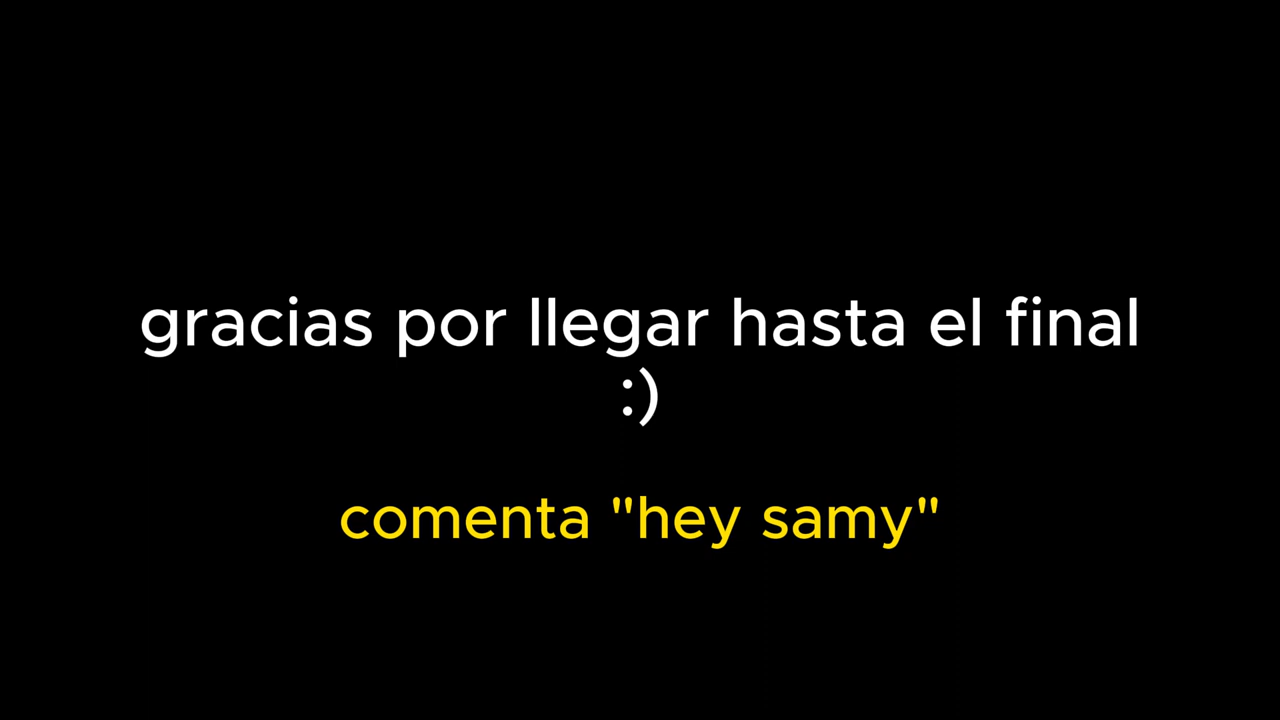 gracias por llegar hasta el final
:)
comenta "hey samy"